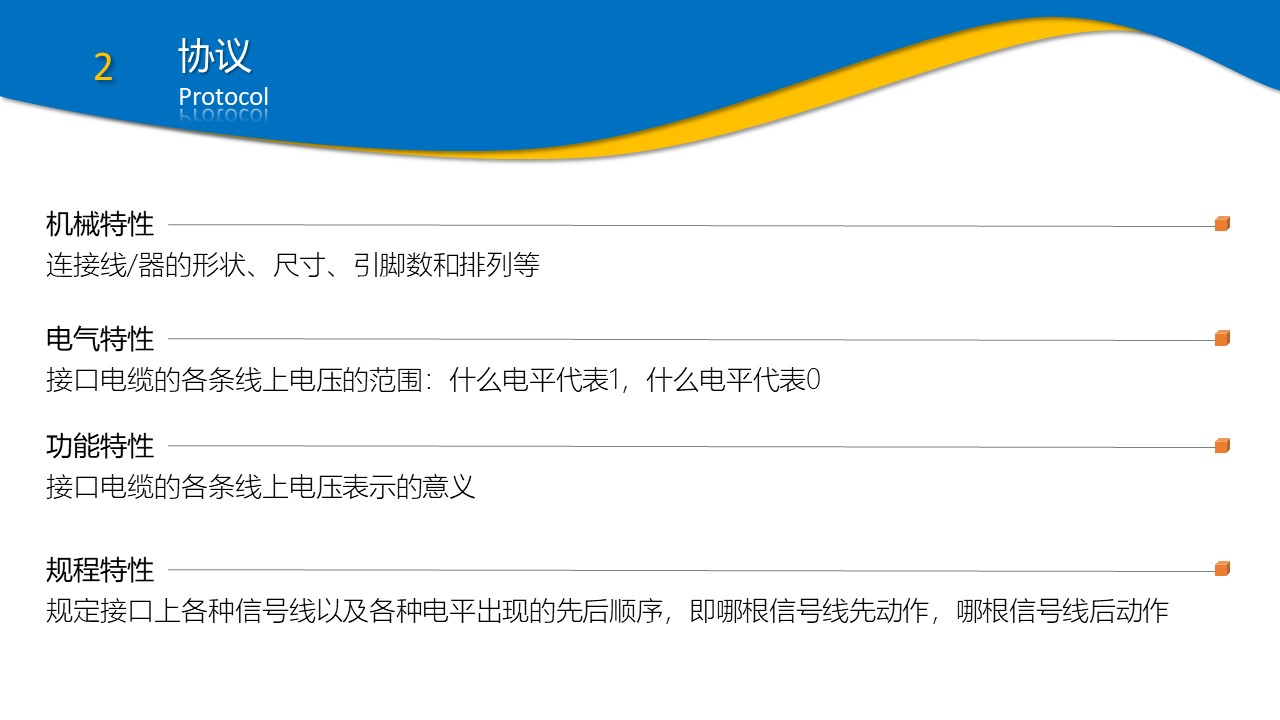 2
协议
Protocol
机械特性
连接线/器的形状、尺寸、引脚数和排列等
电气特性
接口电缆的各条线上电压的范围：什么电平代表1，什么电平代表0
功能特性
接口电缆的各条线上电压表示的意义
规程特性
规定接口上各种信号线以及各种电平出现的先后顺序，即哪根信号线先动作，哪根信号线后动作